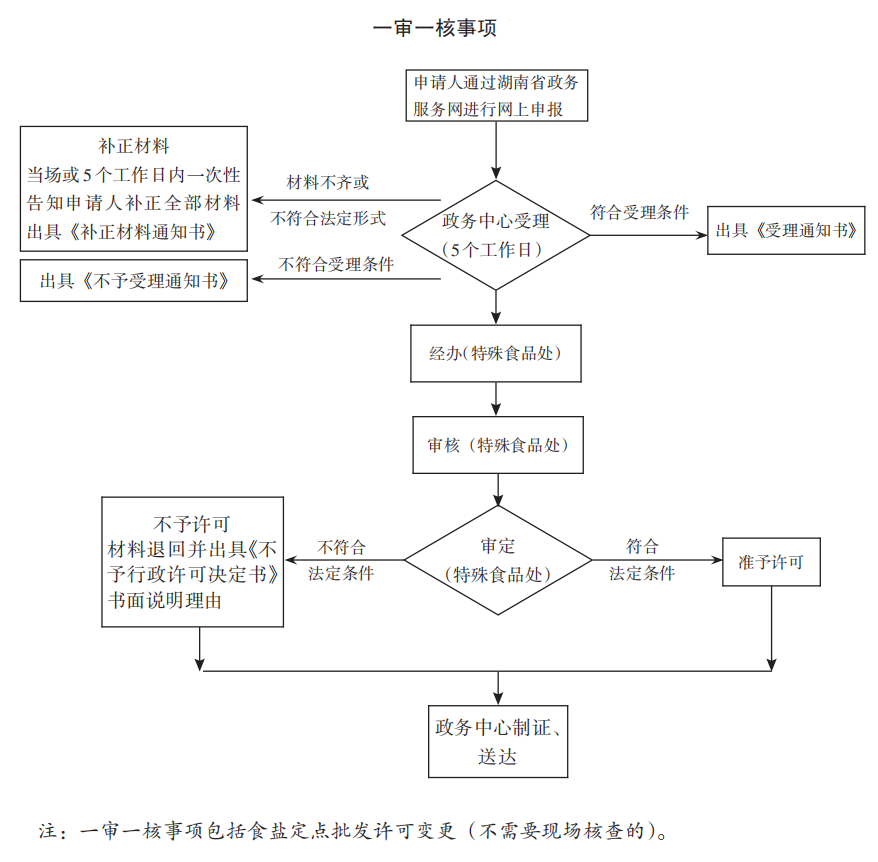 一审一核事项
申请人通过湖南省政务
服务网进行网上申报
补正材料
当场或5个工作日内一次性
告知申请人补正全部材料
出具《补正材料通知书》
材料不齐或
不符合法定形式
政务中心受理
（5个工作日）
符合受理条件
出具《受理通知书》
不符合受理条件
出具《不予受理通知书》
经办（特殊食品处）
审核（特殊食品处）
不予许可
材料退回并出具《不
予行政许可决定书》
书面说明理由
不符合
法定条件
审定
（特殊食品处）
符合
法定条件
准予许可
政务中心制证、
送达
注：一审一核事项包括食盐定点批发许可变更（不需要现场核查的）。